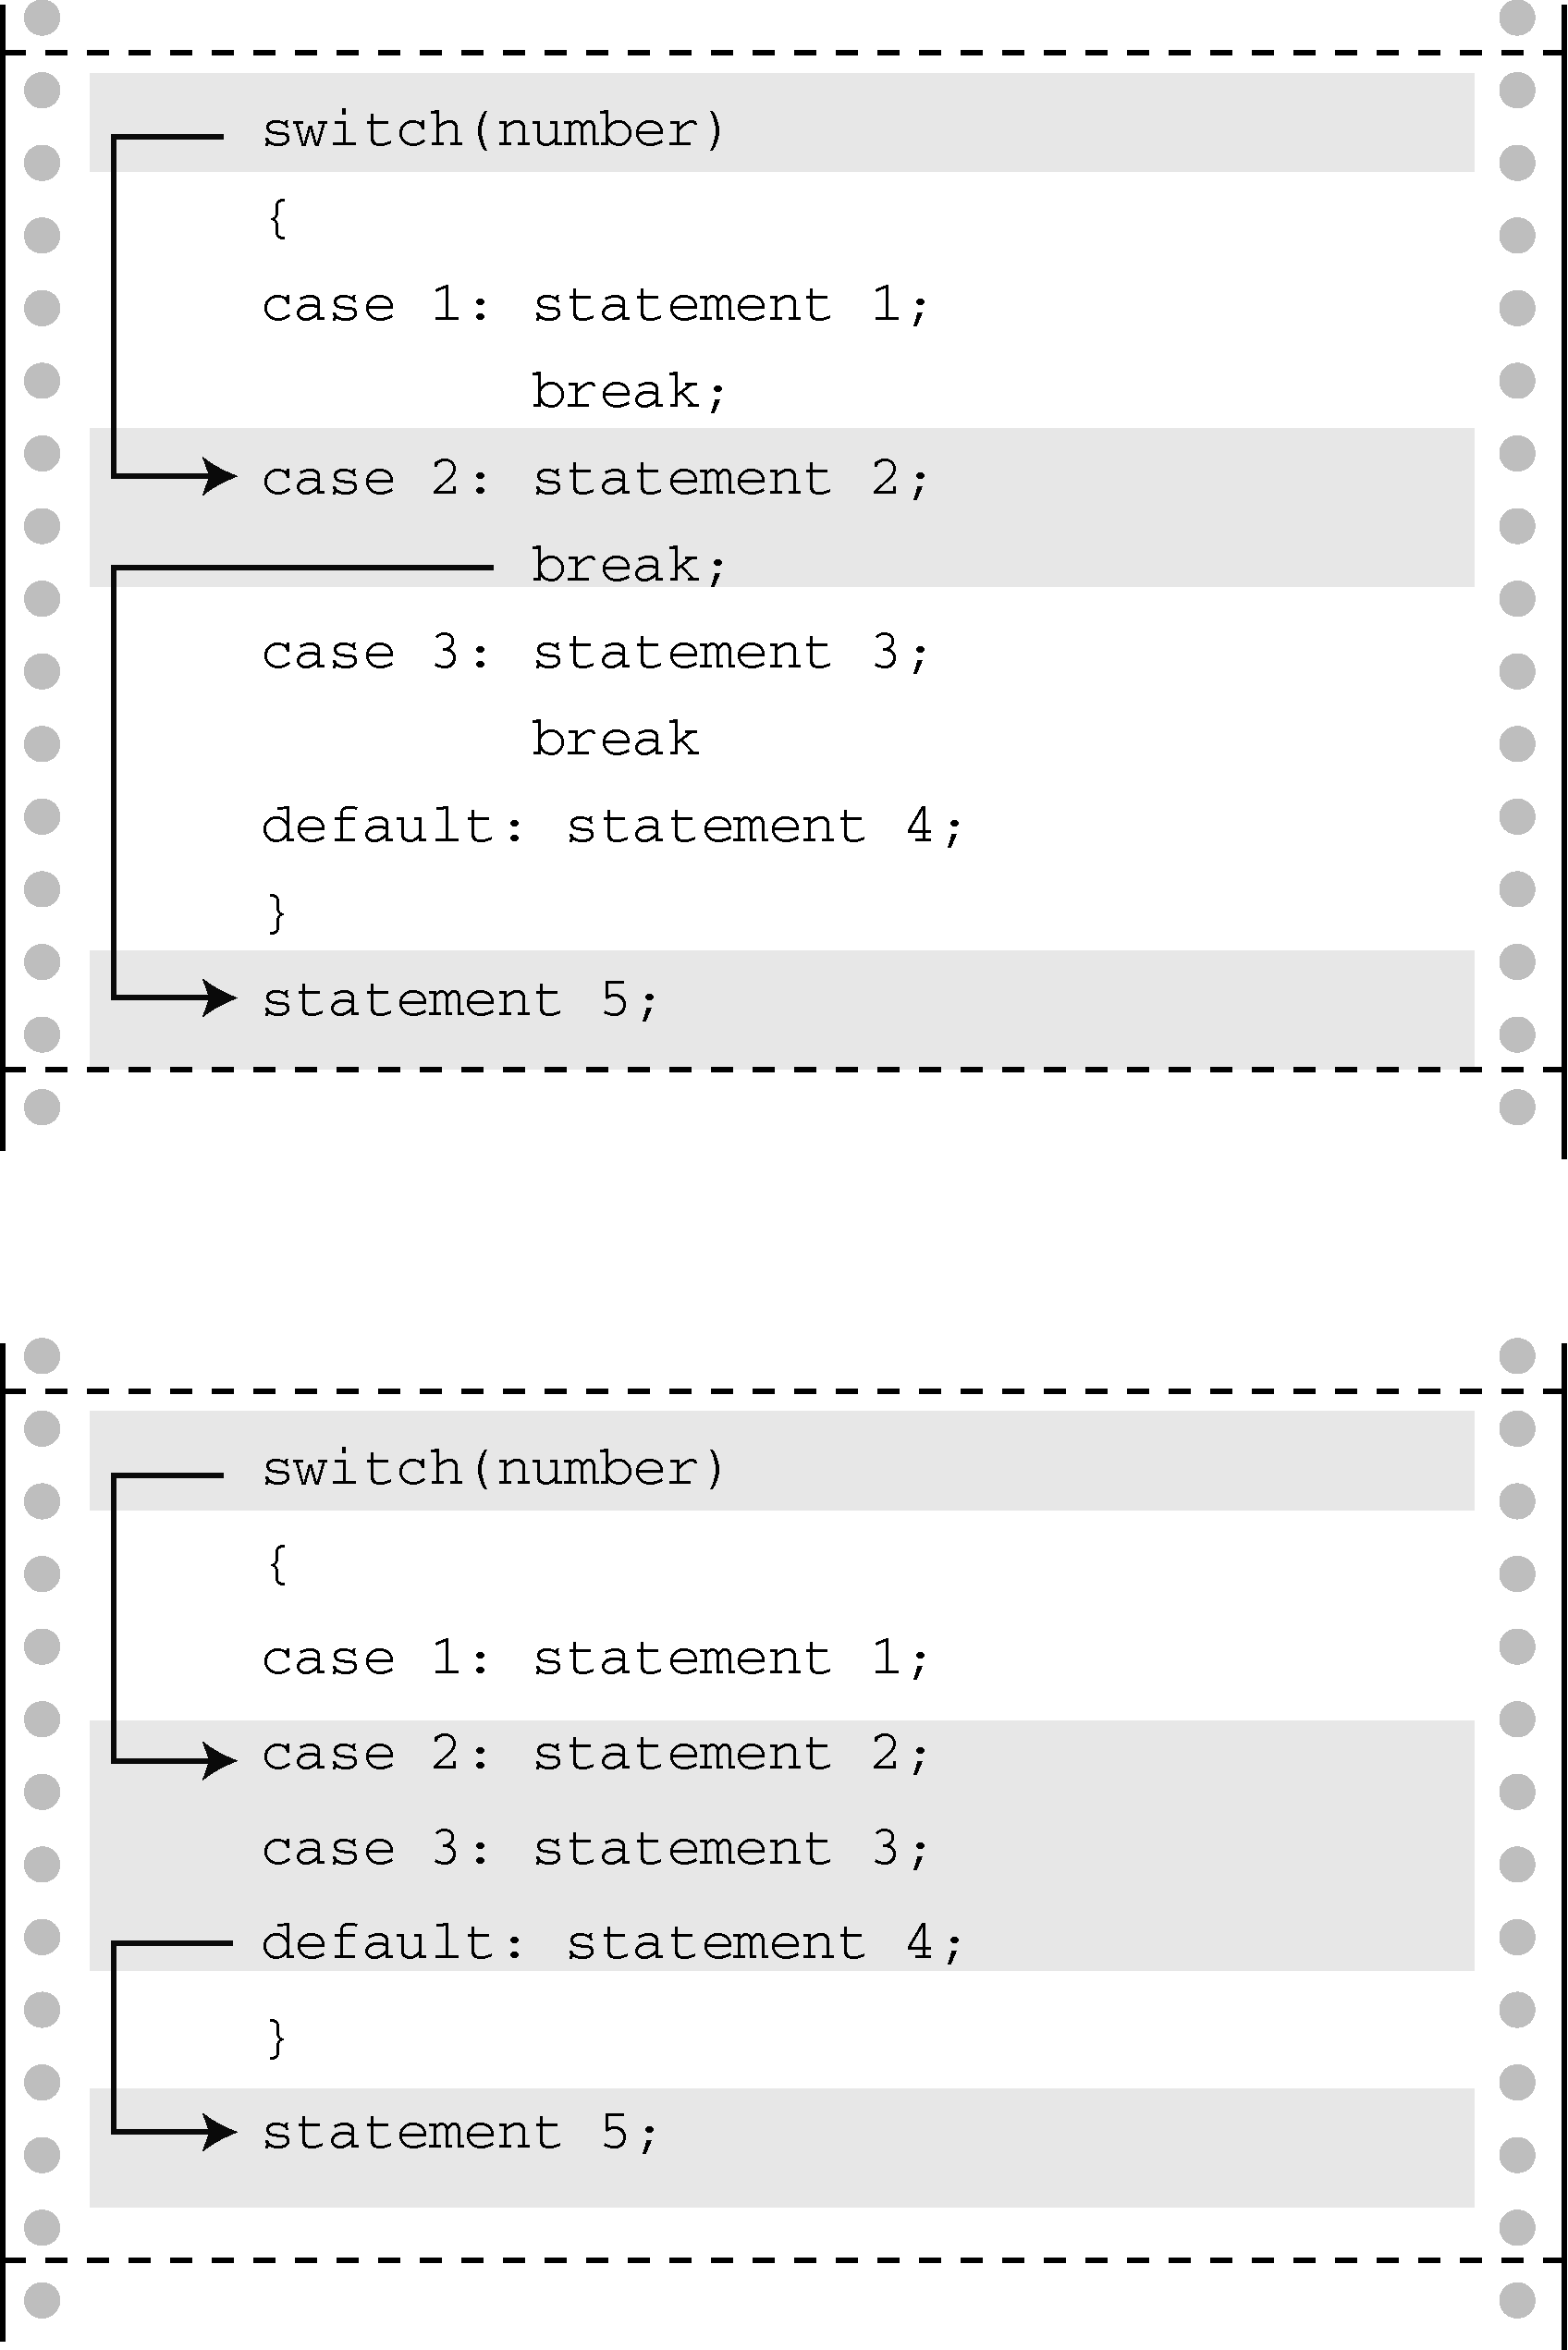 switch(number)
{
case 1: statement 1;
break;
case 2: statement 2;
break;
case 3: statement 3;
break
default: statement 4;
}
statement 5;
switch(number)
{
case 1: statement 1;
case 2: statement 2;
case 3: statement 3;
default: statement 4;
}
statement 5;